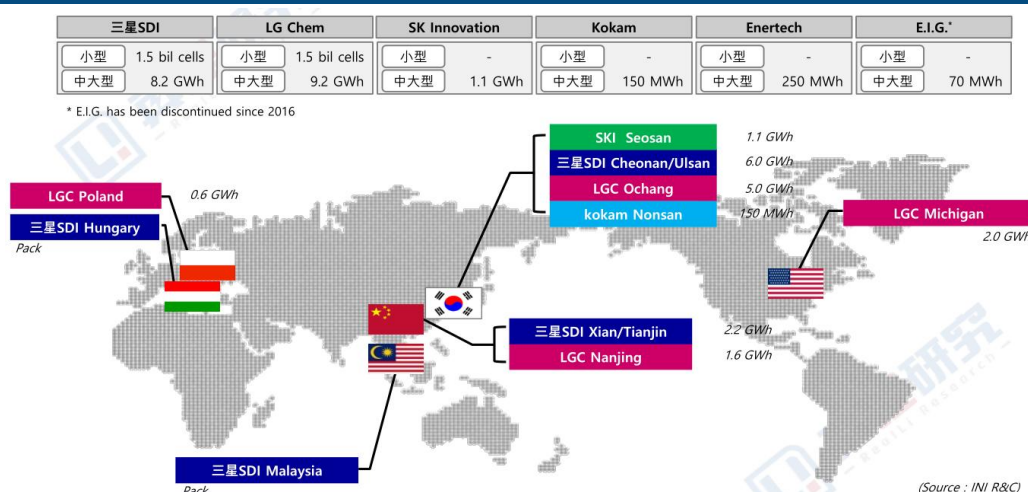 三星SDI LG Chem SK Innovation Kokam Enertech E.I.G.*
小型 1.5 bil cells 小型 1.5 bil cells 小型 - 小型 - 小型 - 小型 -
中大型 8.2 GWh 中大型 9.2 GWh 中大型 1.1 GWh 中大型 150 MWh 中大型 250 MWh 中大型 70 MWh
* E.I.G. has been discontinued since 2016
SKI Seosan 1.1 GWh
三星SDI Cheonan/Ulsan 6.0 GWh
LGC Ochang 5.0 GWh
kokam Nonsan 150 MWh
LGC Poland 0.6 GWh
三星SDI Hungary
Pack
LGC Michigan
2.0 GWh
三星SDI Xian/Tianjin 2.2 GWh
LGC Nanjing 1.6 GWh
三星SDI Malaysia
Pack
(Source : INI R&C)